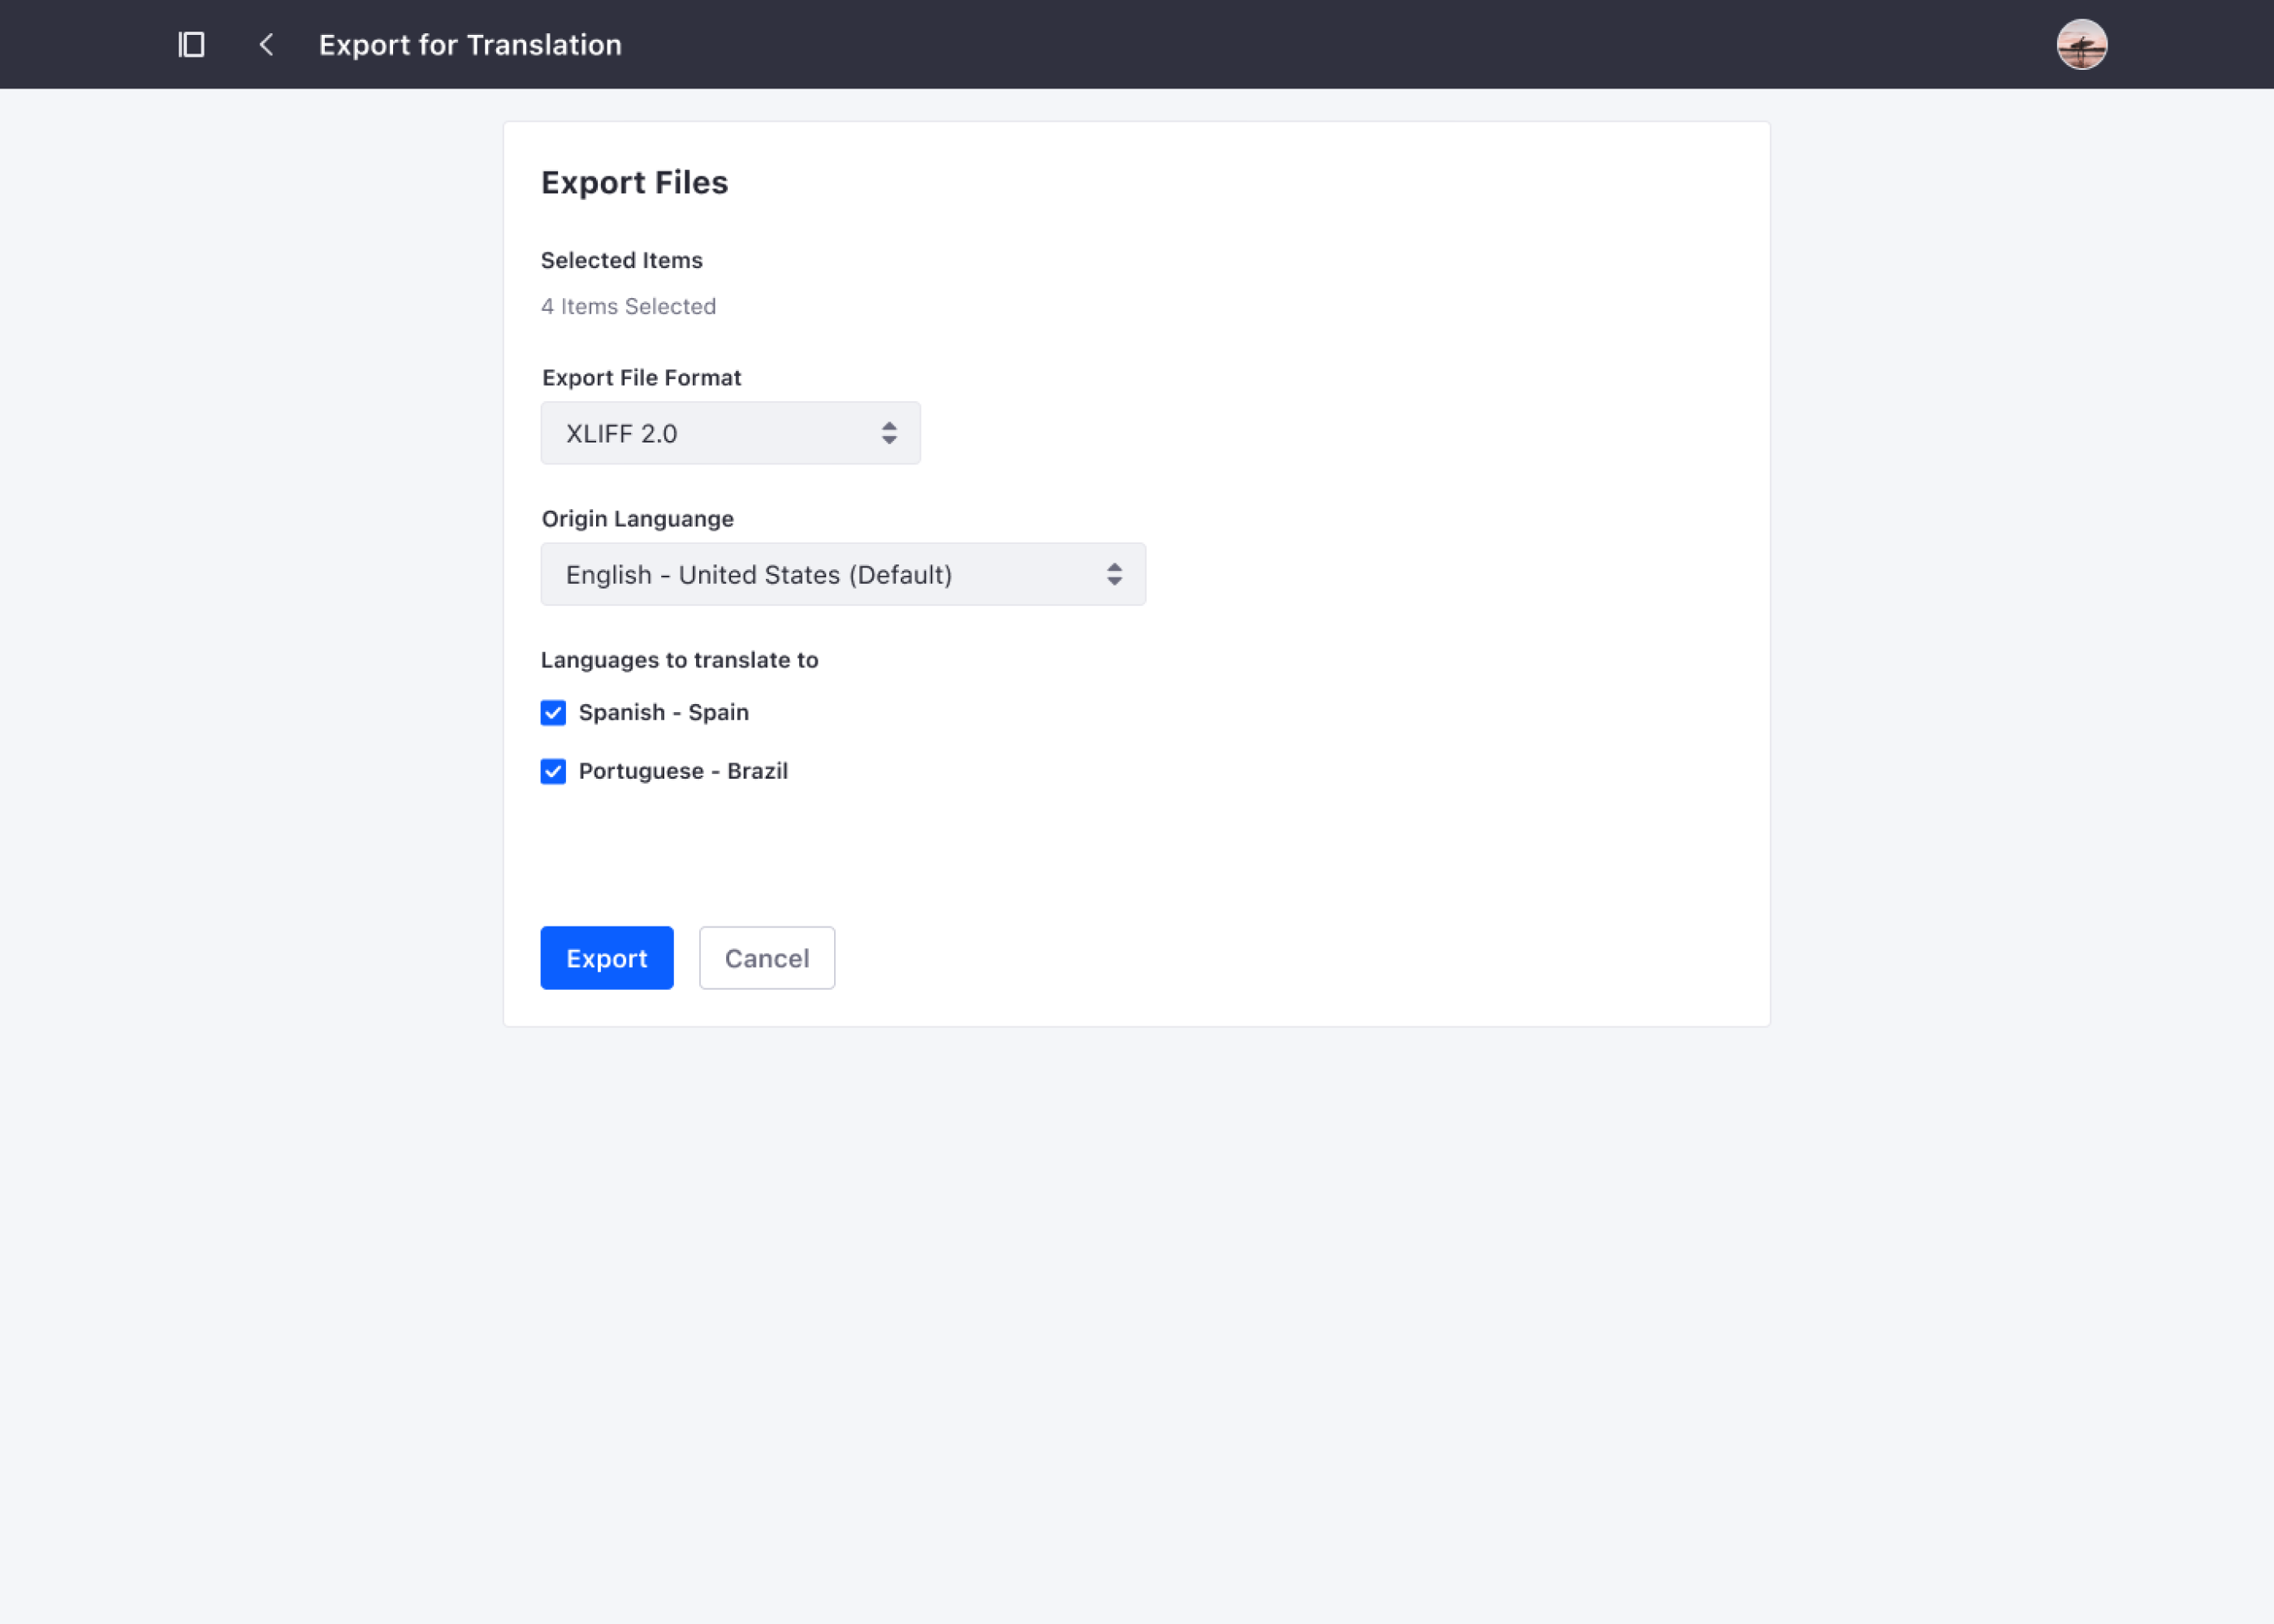 Export for Translation
Export Files
Selected Items
4 Items Selected
Export File Format
XLIFF 2.0
Origin Languange
English - United States (Default)
Languages to translate to
Spanish - Spain
Portuguese - Brazil
Export
Cancel